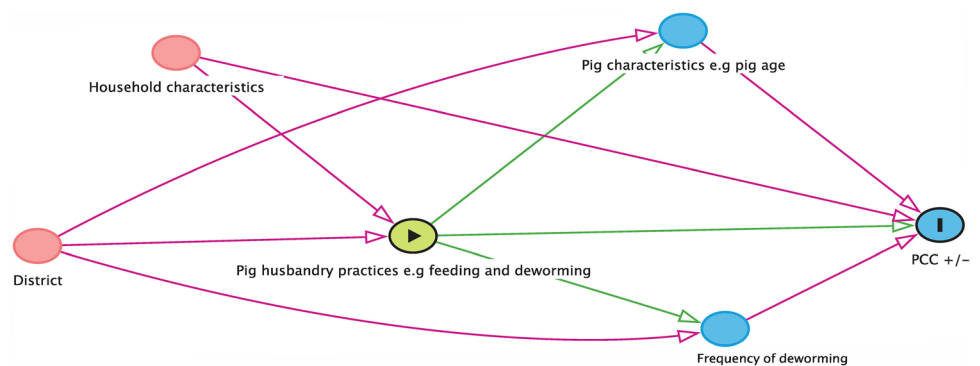 Household characteristics
Pig characteristics e.g pig age
District
Pig husbandry practices e.g feeding and deworming
PCC +/−
Frequency of deworming